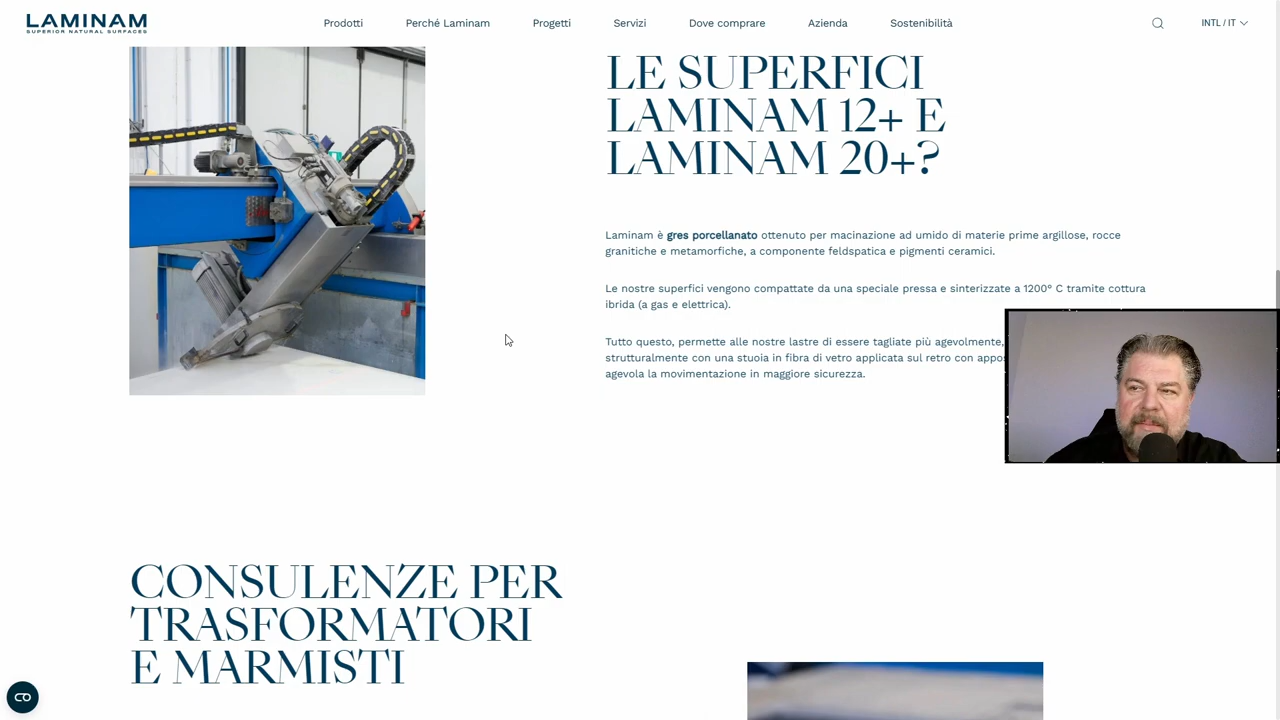 LAMINAM
SUPERIOR NATURAL SURFACES
Prodotti
Perché Laminam
Progetti
Servizi
Dove comprare
Azienda
Sostenibilità
INTL / IT
LE SUPERFICI
LAMINAM 12+ E
LAMINAM 20+?
Laminam è gres porcellanato ottenuto per macinazione ad umido di materie prime argillose, rocce
granitiche e metamorfiche, a componente feldspatica e pigmenti ceramici.
Le nostre superfici vengono compattate da una speciale pressa e sinterizzate a 1200° C tramite cottura
ibrida (a gas e elettrica).
Tutto questo, permette alle nostre lastre di essere tagliate più agevolmente,
strutturalmente con una stuoia in fibra di vetro applicata sul retro con
agevola la movimentazione in maggiore sicurezza.
CONSULENZE PER
TRASFORMATORI
E MARMISTI